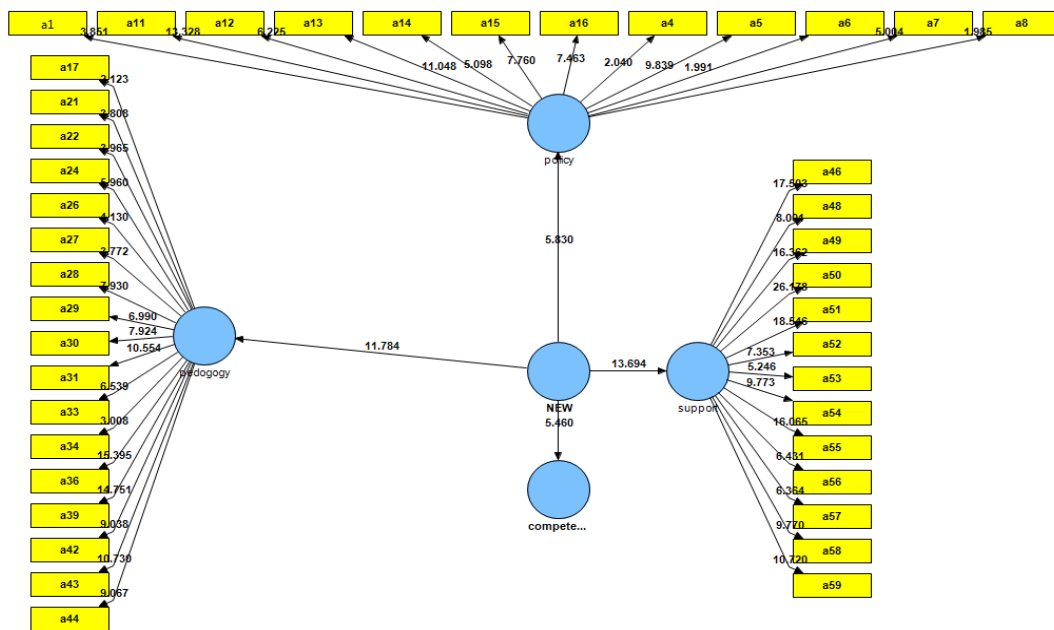 a1 a11 a12 a13 a14 a15 a16 a4 a5 a6 a7 a8
3.851 13.328 6.225 5.004 1.985
11.048 5.098 7.760 7.463 2.040 9.839 1.991
policy
a17
a21
a22
a24
a26
a27
a28
a29
a30
a31
a33
a34
a36
a39
a42
a43
a44
2.123
3.808
3.965
5.960
4.130
3.772
7.930
6.990
7.924
10.554
6.539
3.008
15.395
14.751
9.038
10.730
9.067
pedogogy
11.784
5.830
13.694
NEW
5.460
compete...
support
17.593
8.004
16.362
26.178
18.546
7.353
5.246
9.773
16.065
6.431
6.364
9.770
10.720
a46
a48
a49
a50
a51
a52
a53
a54
a55
a56
a57
a58
a59